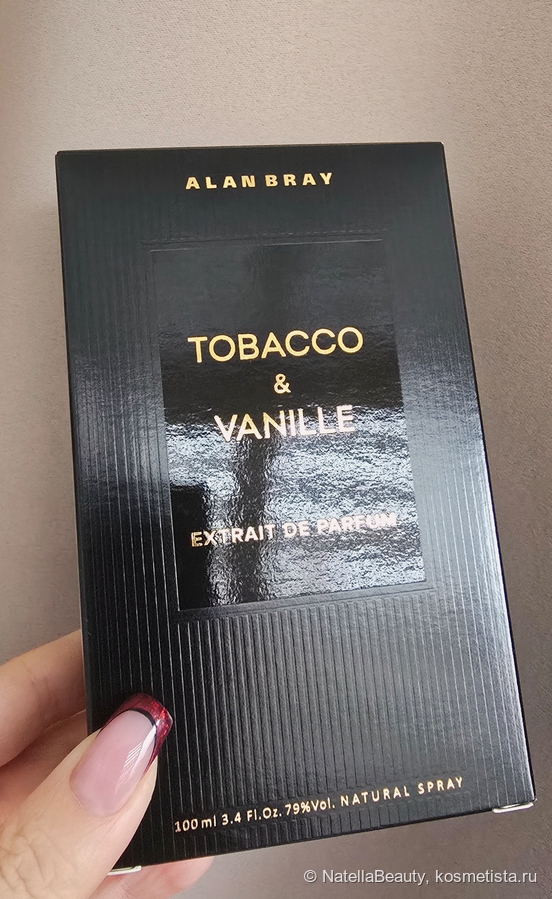 ALAN BRAY
TOBACCO
&
VANILLE
EXTRAIT DE PARFUM
100 ml 3.4 Fl.Oz. 79%Vol. NATURAL SPRAY
© NatellaBeauty, kosmetista.ru